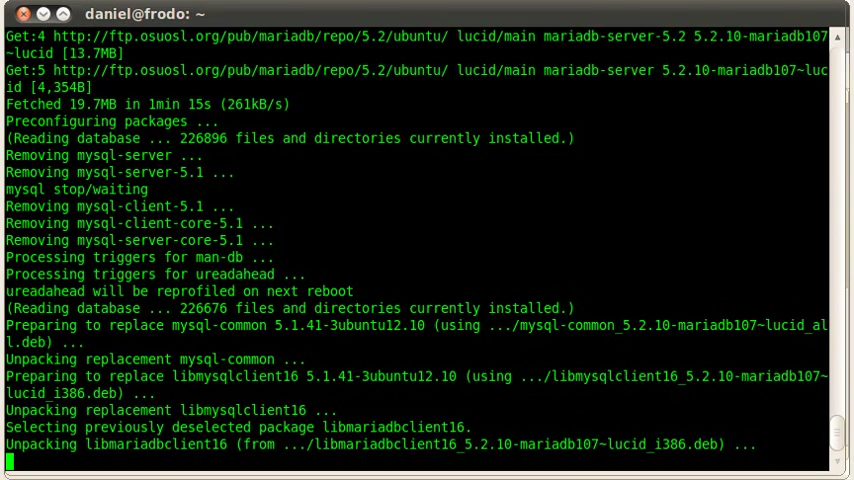 daniel@frodo: ~
Get:4 http://ftp.osuosl.org/pub/mariadb/repo/5.2/ubuntu/ lucid/main mariadb-server-5.2 5.2.10-mariadb107
~lucid [13.7MB]
Get:5 http://ftp.osuosl.org/pub/mariadb/repo/5.2/ubuntu/ lucid/main mariadb-server 5.2.10-mariadb107~luc
id [4,354B]
Fetched 19.7MB in 1min 15s (261kB/s)
Preconfiguring packages ...
(Reading database ... 226896 files and directories currently installed.)
Removing mysql-server ...
Removing mysql-server-5.1 ...
mysql stop/waiting
Removing mysql-client-5.1 ...
Removing mysql-client-core-5.1 ...
Removing mysql-server-core-5.1 ...
Processing triggers for man-db ...
Processing triggers for ureadahead ...
ureadahead will be reprofiled on next reboot
(Reading database ... 226676 files and directories currently installed.)
Preparing to replace mysql-common 5.1.41-3ubuntu12.10 (using .../mysql-common_5.2.10-mariadb107~lucid_al
l.deb) ...
Unpacking replacement mysql-common ...
Preparing to replace libmysqlclient16 5.1.41-3ubuntu12.10 (using .../libmysqlclient16_5.2.10-mariadb107~
lucid_i386.deb) ...
Unpacking replacement libmysqlclient16 ...
Selecting previously deselected package libmariadbclient16.
Unpacking libmariadbclient16 (from .../libmariadbclient16_5.2.10-mariadb107~lucid_i386.deb) ...